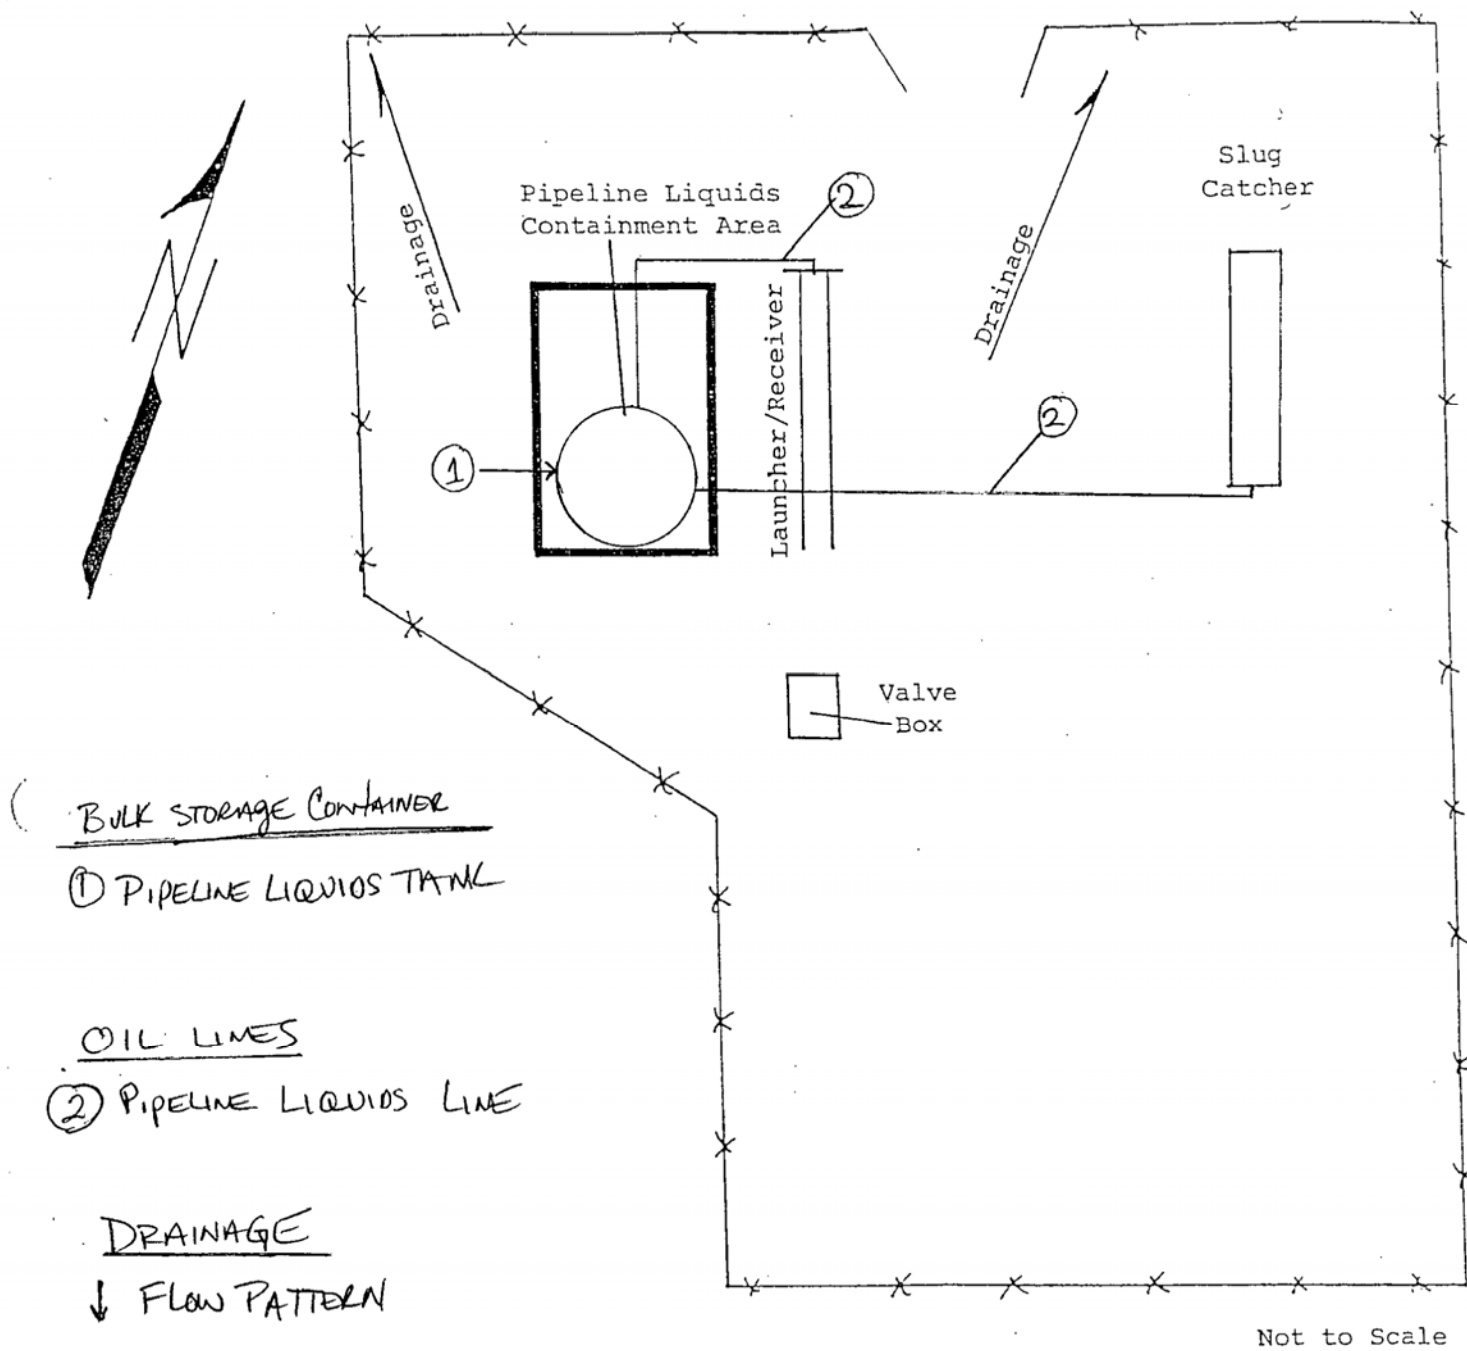 Slug
Catcher
Pipeline Liquids
Containment Area
2
Drainage
Drainage
Launcher/Receiver
2
1
Valve
Box
BULK STORAGE CONTAINER
1 PIPELINE LIQUIDS TANK
OIL LINES
2 PIPELINE LIQUIDS LINE
DRAINAGE
↓ FLOW PATTERN
N
Not to Scale